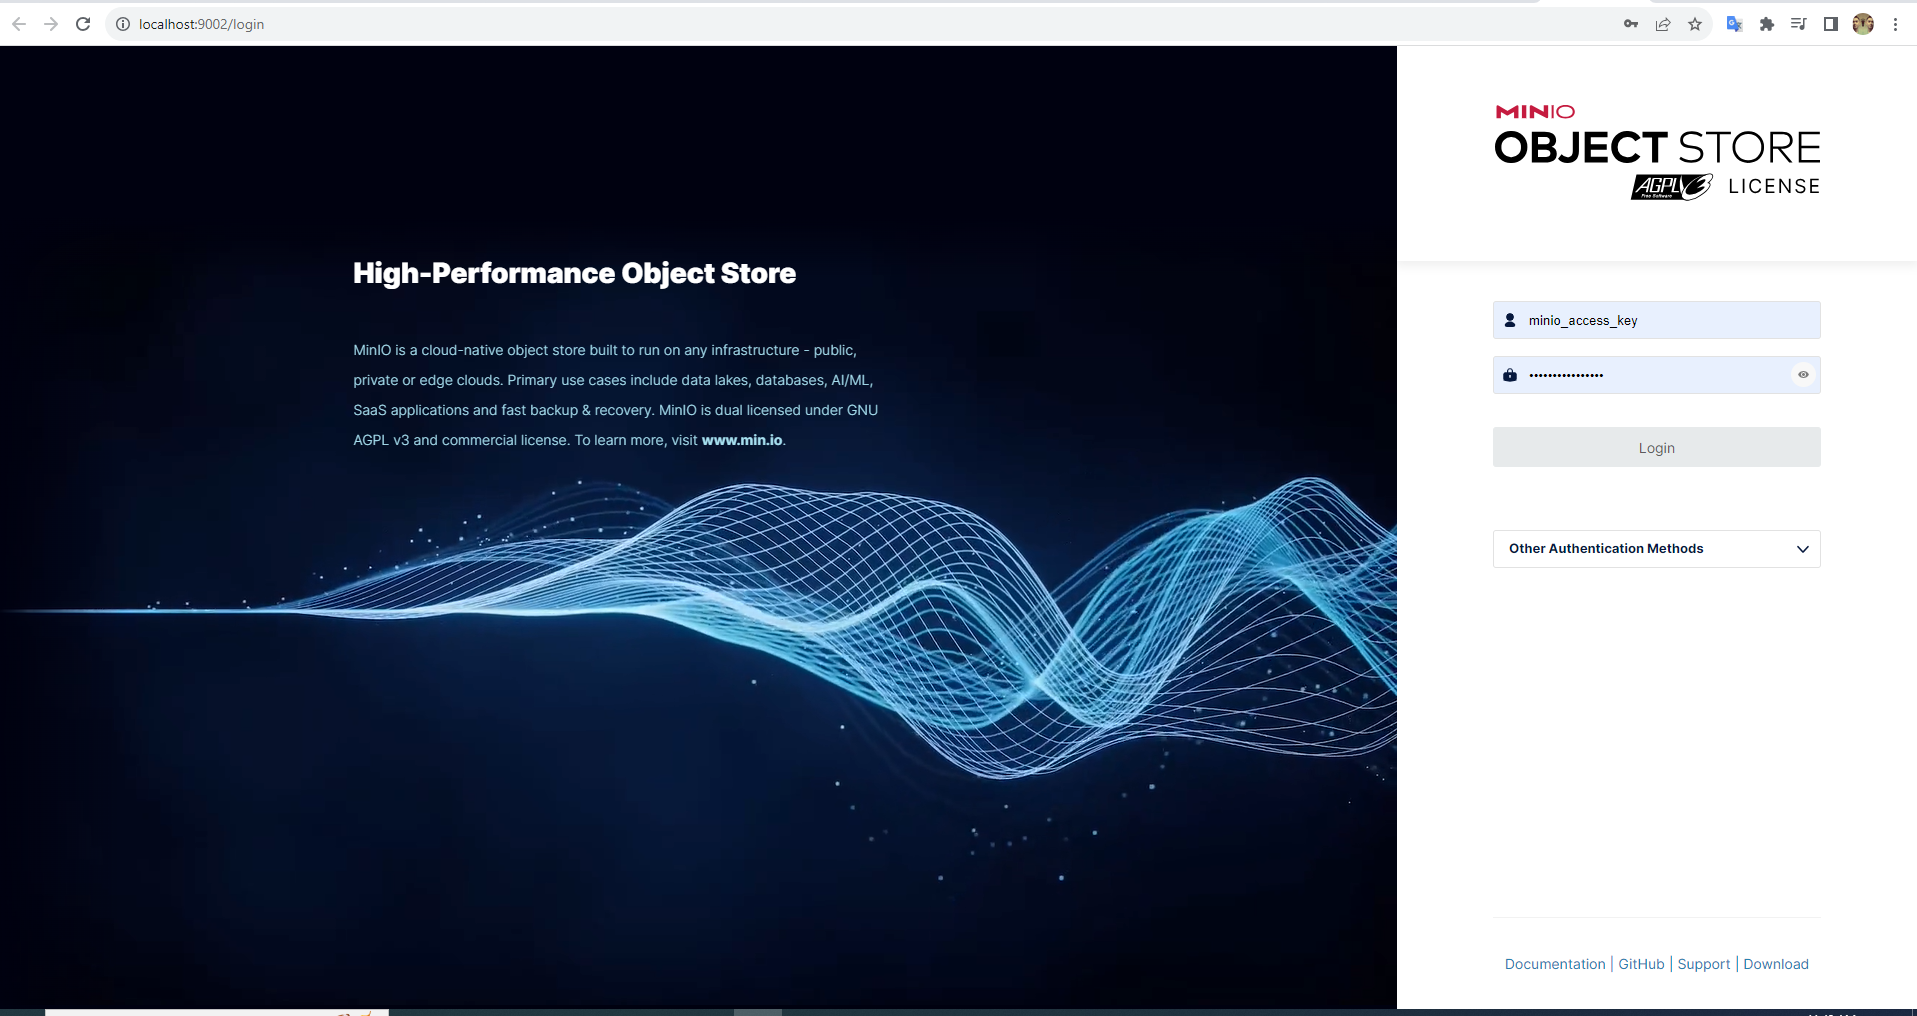 localhost:9002/login
MINIO
OBJECT STORE
AGPL v3 LICENSE
Free Software
High-Performance Object Store
MinIO is a cloud-native object store built to run on any infrastructure - public,
private or edge clouds. Primary use cases include data lakes, databases, AI/ML,
SaaS applications and fast backup & recovery. MinIO is dual licensed under GNU
AGPL v3 and commercial license. To learn more, visit www.min.io.
minio_access_key
••••••••••••••••
Login
Other Authentication Methods
Documentation | GitHub | Support | Download